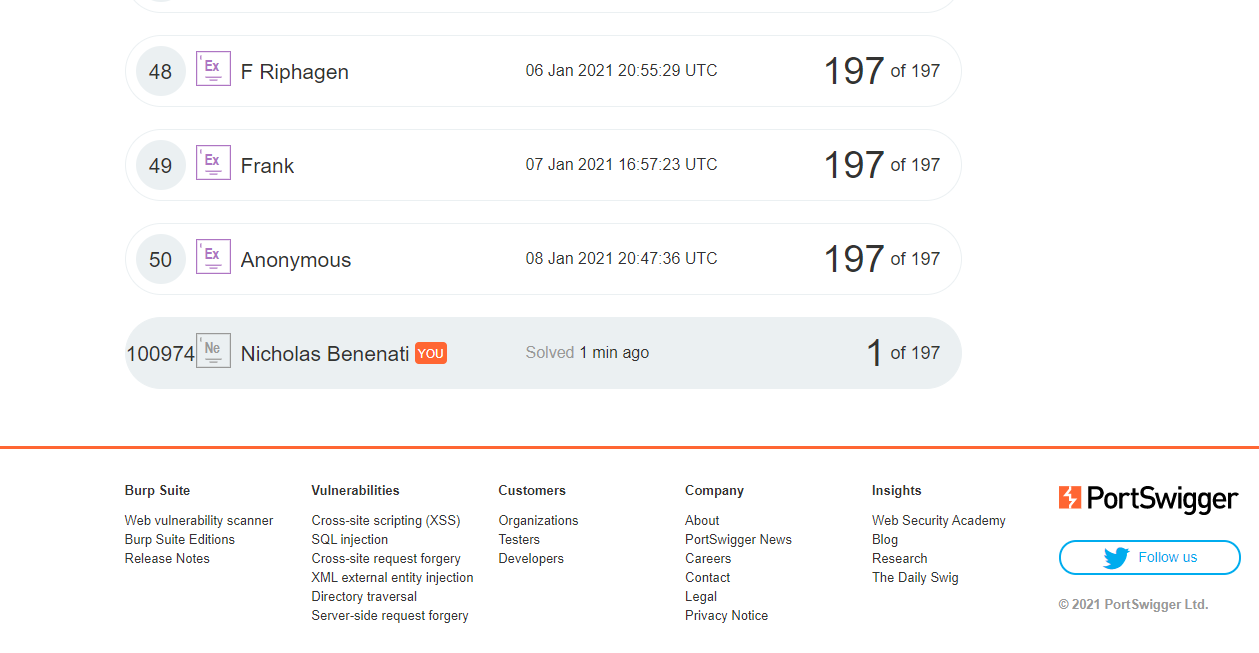 48 Ex F Riphagen 06 Jan 2021 20:55:29 UTC 197 of 197
49 Ex Frank 07 Jan 2021 16:57:23 UTC 197 of 197
50 Ex Anonymous 08 Jan 2021 20:47:36 UTC 197 of 197
100974 Ne Nicholas Benenati YOU Solved 1 min ago 1 of 197
Burp Suite
Web vulnerability scanner
Burp Suite Editions
Release Notes
Vulnerabilities
Cross-site scripting (XSS)
SQL injection
Cross-site request forgery
XML external entity injection
Directory traversal
Server-side request forgery
Customers
Organizations
Testers
Developers
Company
About
PortSwigger News
Careers
Contact
Legal
Privacy Notice
Insights
Web Security Academy
Blog
Research
The Daily Swig
PortSwigger
Follow us
© 2021 PortSwigger Ltd.